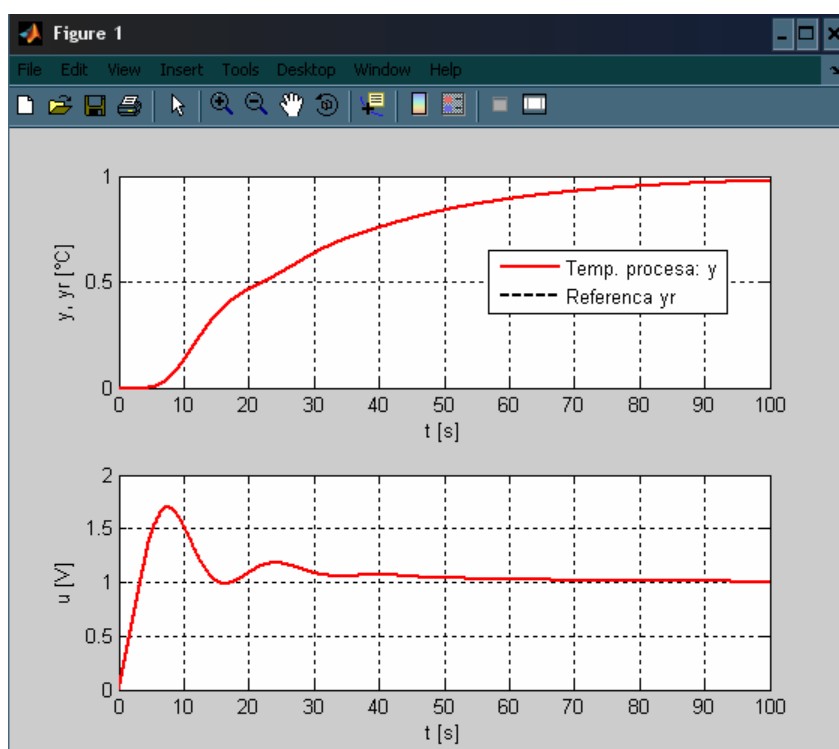 Figure 1
File Edit View Insert Tools Desktop Window Help
1
0.5
0
y, yr [°C]
Temp. procesa: y
Referenca yr
0 10 20 30 40 50 60 70 80 90 100
t [s]
2
1.5
1
0.5
0
u [V]
0 10 20 30 40 50 60 70 80 90 100
t [s]